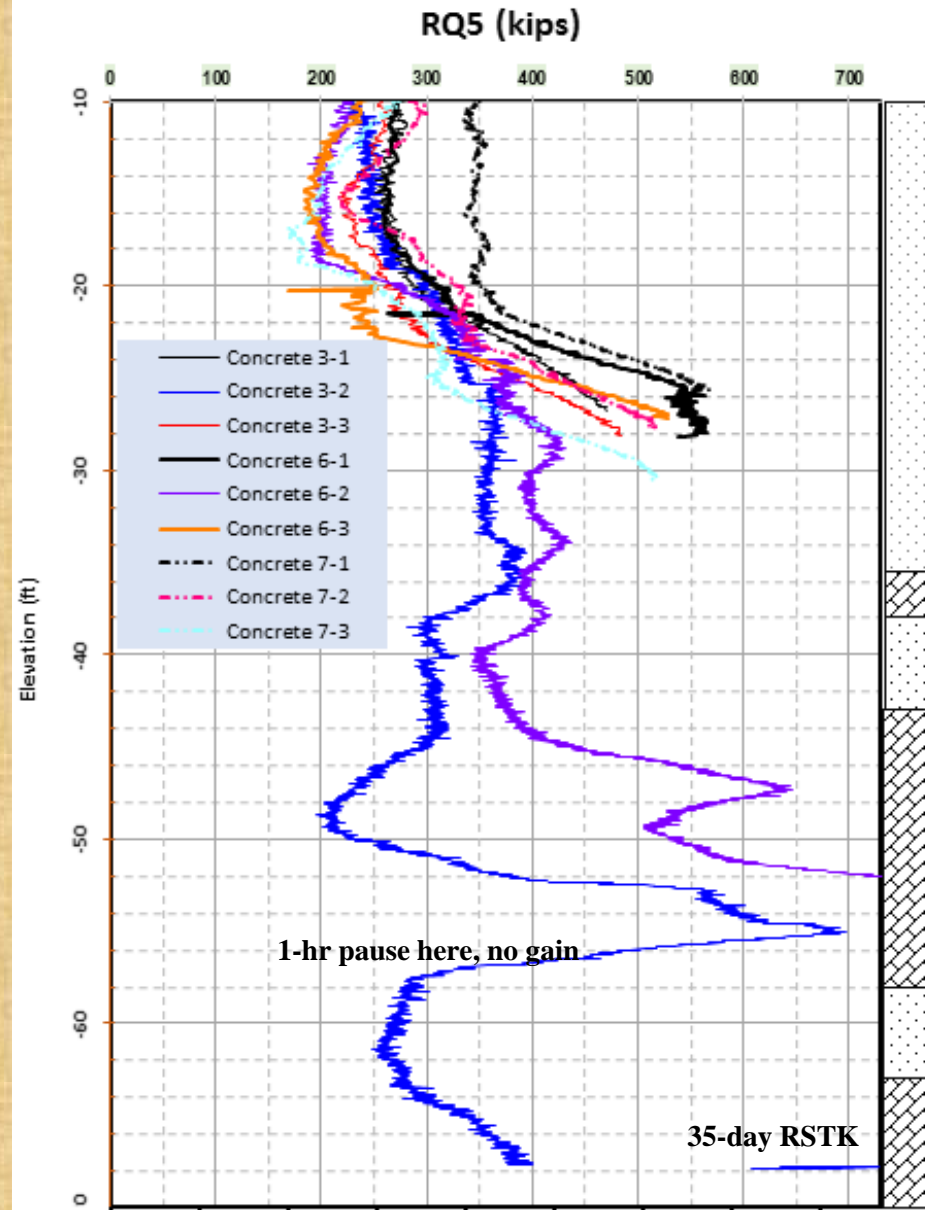 RQ5 (kips)
0 100 200 300 400 500 600 700
-10
-20
Concrete 3-1
Concrete 3-2
Concrete 3-3
Concrete 6-1
Concrete 6-2
Concrete 6-3
Concrete 7-1
Concrete 7-2
Concrete 7-3
-30
-40
Elevation (ft)
-50
1-hr pause here, no gain
-60
35-day RSTK
0